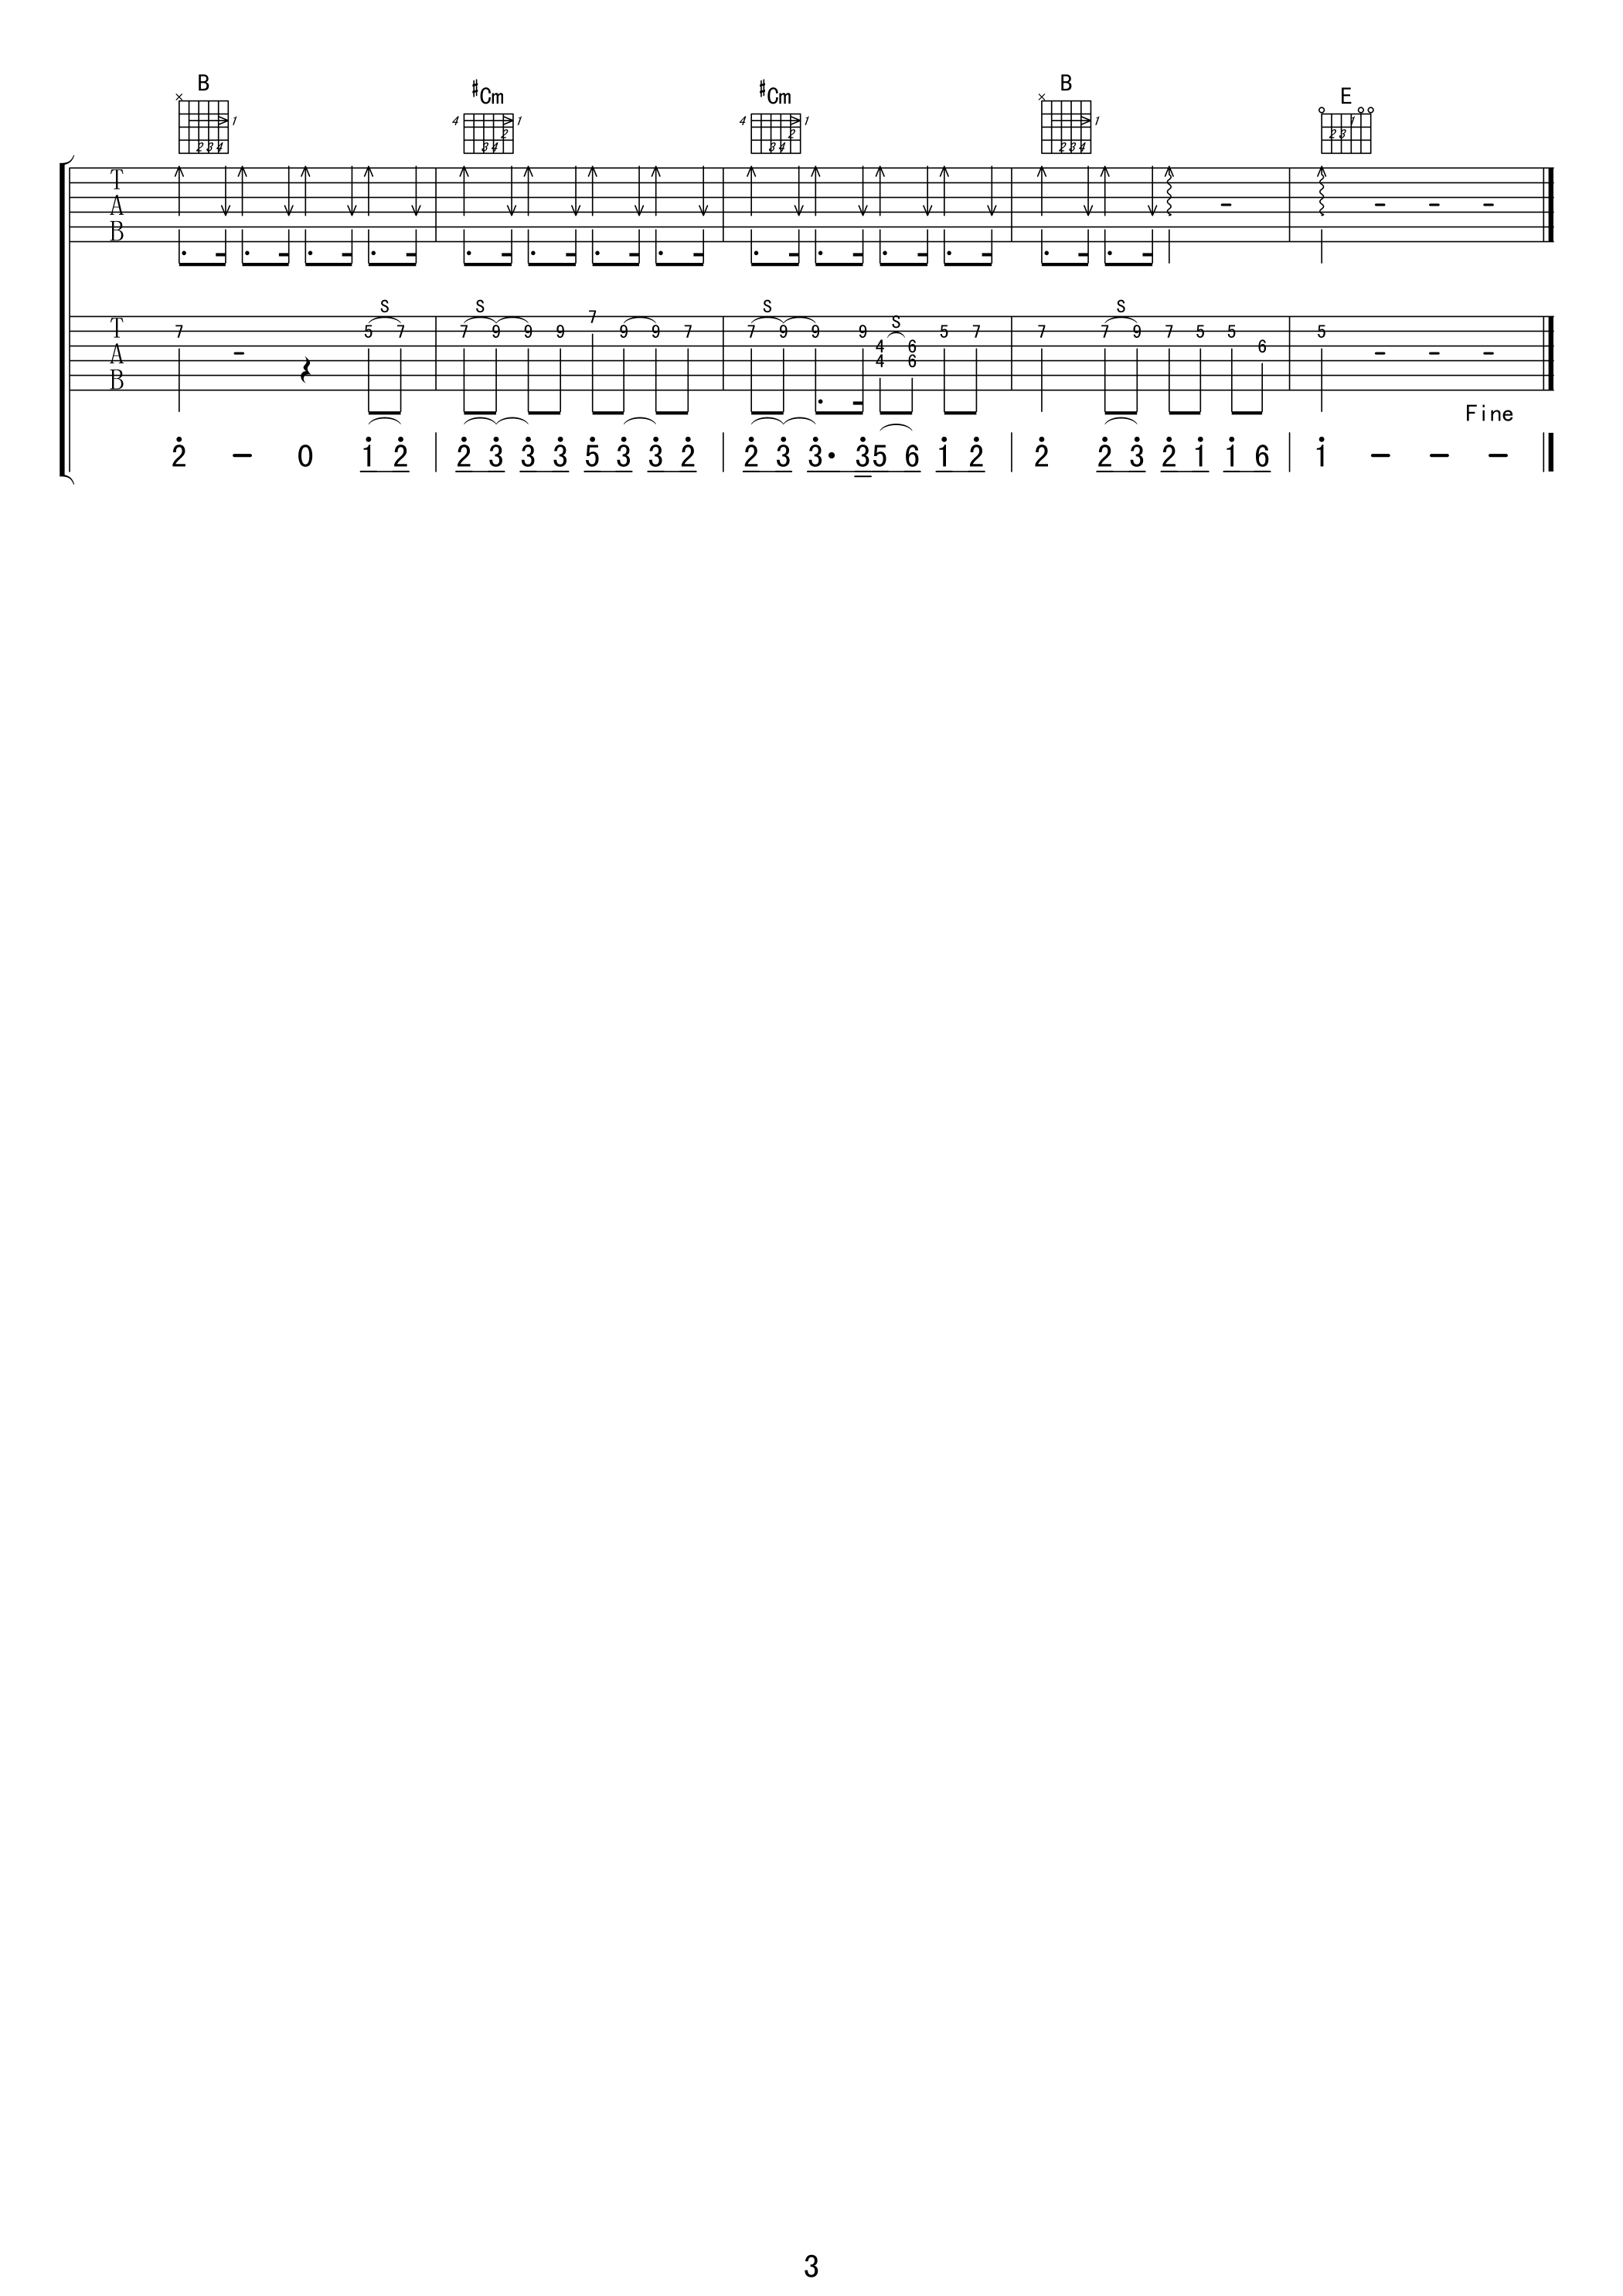 B #Cm #Cm B E
1 4 1 4 1 1 1
2 2
2 3 4 3 4 3 4 2 3 4 2 3
T
A
B
S S S S S
T 7 5 7 7 9 9 9 7 9 9 7 7 9 9 9 4 6 5 7 7 7 9 7 5 5 6 5
A 4 6
B
Fine
2 - 0 1 2 2 3 3 3 5 3 3 2 2 3 3· 3 5 6 1 2 2 2 3 2 1 1 6 1 - - -
3